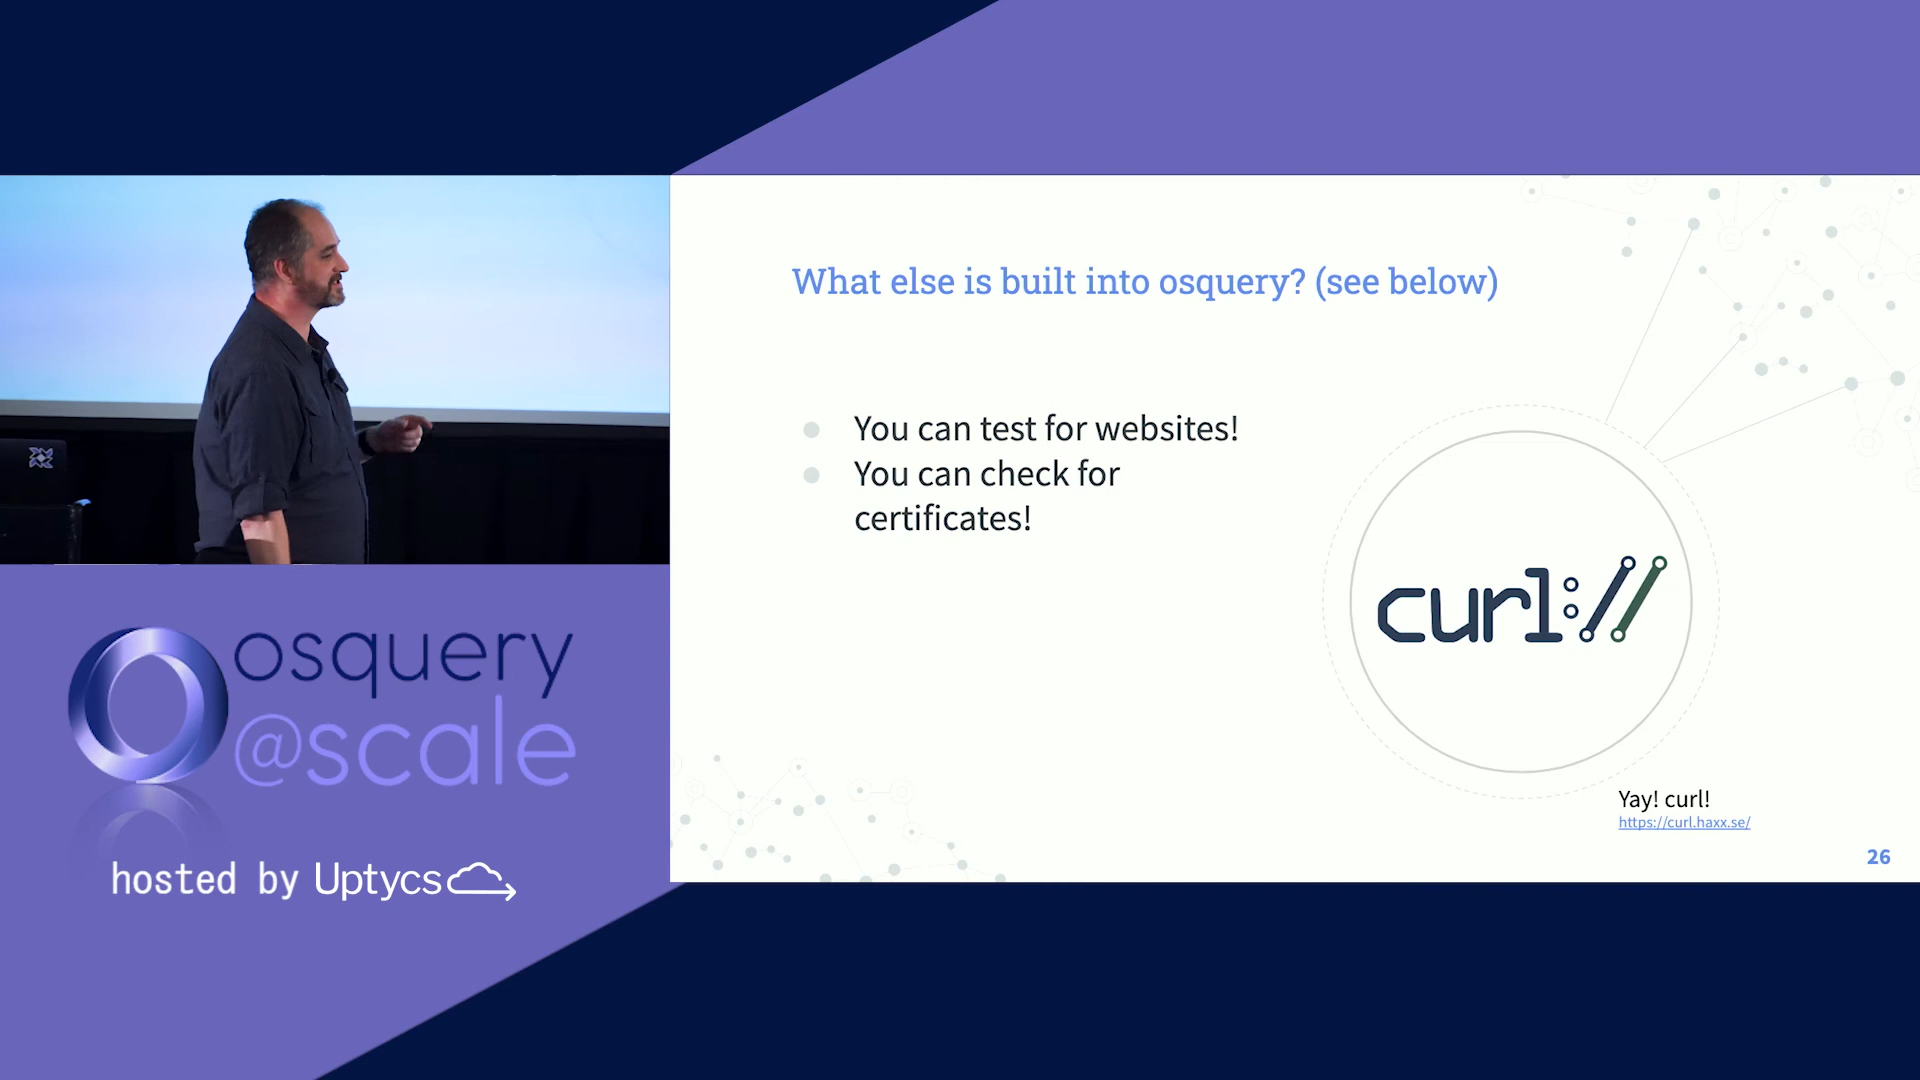 What else is built into osquery? (see below)
You can test for websites!
You can check for
certificates!
curl://
Yay! curl!
https://curl.haxx.se/
26
osquery
@scale
hosted by Uptycs